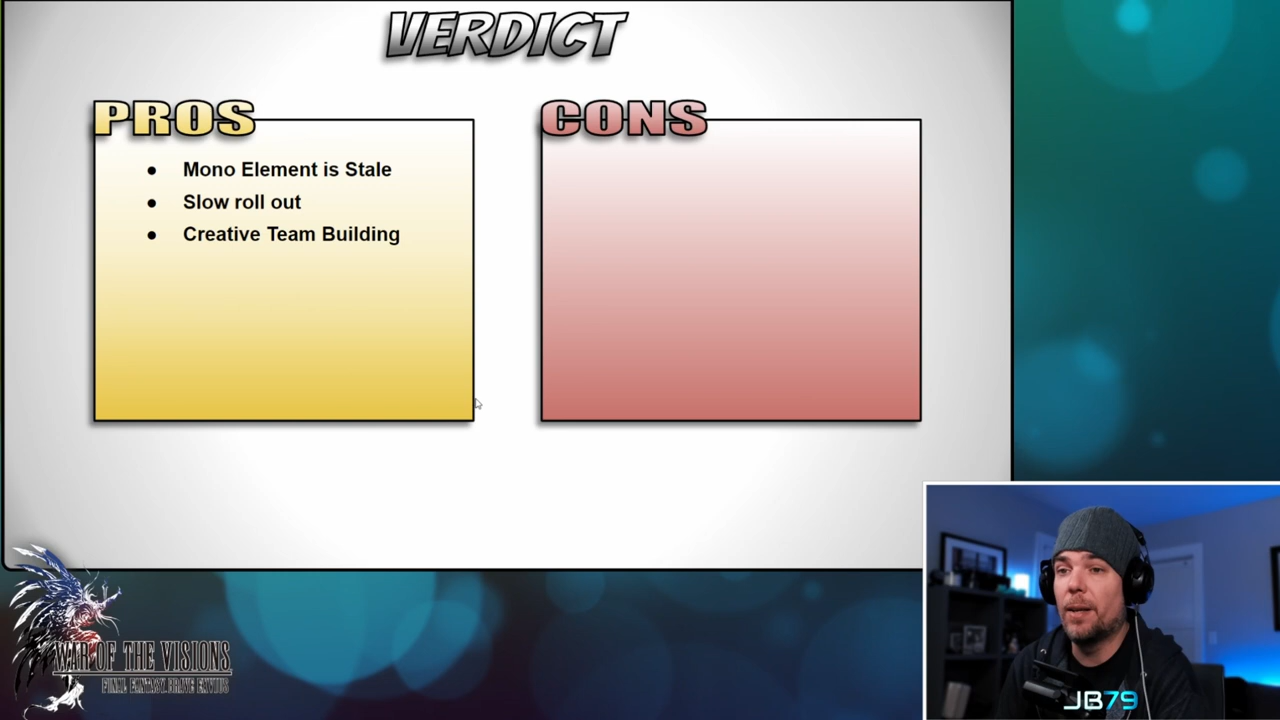 VERDICT
PROS
CONS
Mono Element is Stale
Slow roll out
Creative Team Building
WAR OF THE VISIONS
FINAL FANTASY BRAVE EXVIUS
JB79